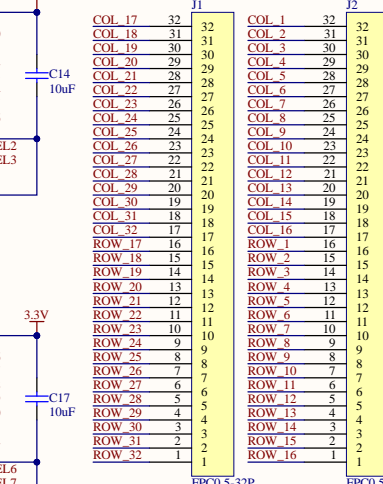 J1
COL_17 32 32
COL_18 31 31
COL_19 30 30
COL_20 29 29
COL_21 28 28
COL_22 27 27
COL_23 26 26
COL_24 25 25
COL_25 24 24
COL_26 23 23
COL_27 22 22
COL_28 21 21
COL_29 20 20
COL_30 19 19
COL_31 18 18
COL_32 17 17
ROW_17 16 16
ROW_18 15 15
ROW_19 14 14
ROW_20 13 13
ROW_21 12 12
ROW_22 11 11
ROW_23 10 10
ROW_24 9 9
ROW_25 8 8
ROW_26 7 7
ROW_27 6 6
ROW_28 5 5
ROW_29 4 4
ROW_30 3 3
ROW_31 2 2
ROW_32 1 1
FPC0.5-32P
J2
COL_1 32 32
COL_2 31 31
COL_3 30 30
COL_4 29 29
COL_5 28 28
COL_6 27 27
COL_7 26 26
COL_8 25 25
COL_9 24 24
COL_10 23 23
COL_11 22 22
COL_12 21 21
COL_13 20 20
COL_14 19 19
COL_15 18 18
COL_16 17 17
ROW_1 16 16
ROW_2 15 15
ROW_3 14 14
ROW_4 13 13
ROW_5 12 12
ROW_6 11 11
ROW_7 10 10
ROW_8 9 9
ROW_9 8 8
ROW_10 7 7
ROW_11 6 6
ROW_12 5 5
ROW_13 4 4
ROW_14 3 3
ROW_15 2 2
ROW_16 1 1
FPC0.5
C14
10uF
EL2
EL3
3.3V
C17
10uF
EL6
EL7